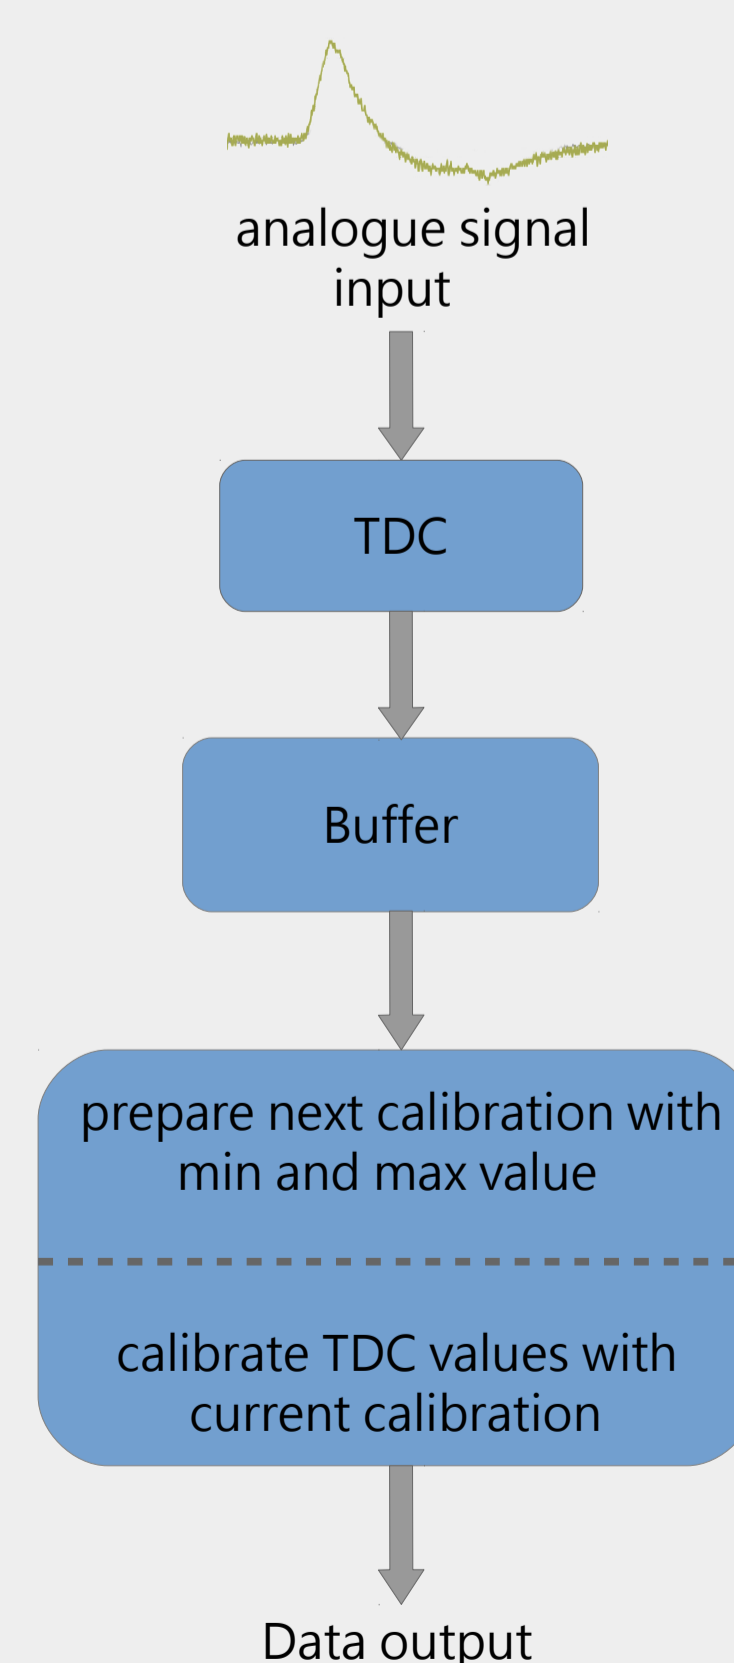 analogue signal
input
TDC
Buffer
prepare next calibration with
min and max value
calibrate TDC values with
current calibration
Data output